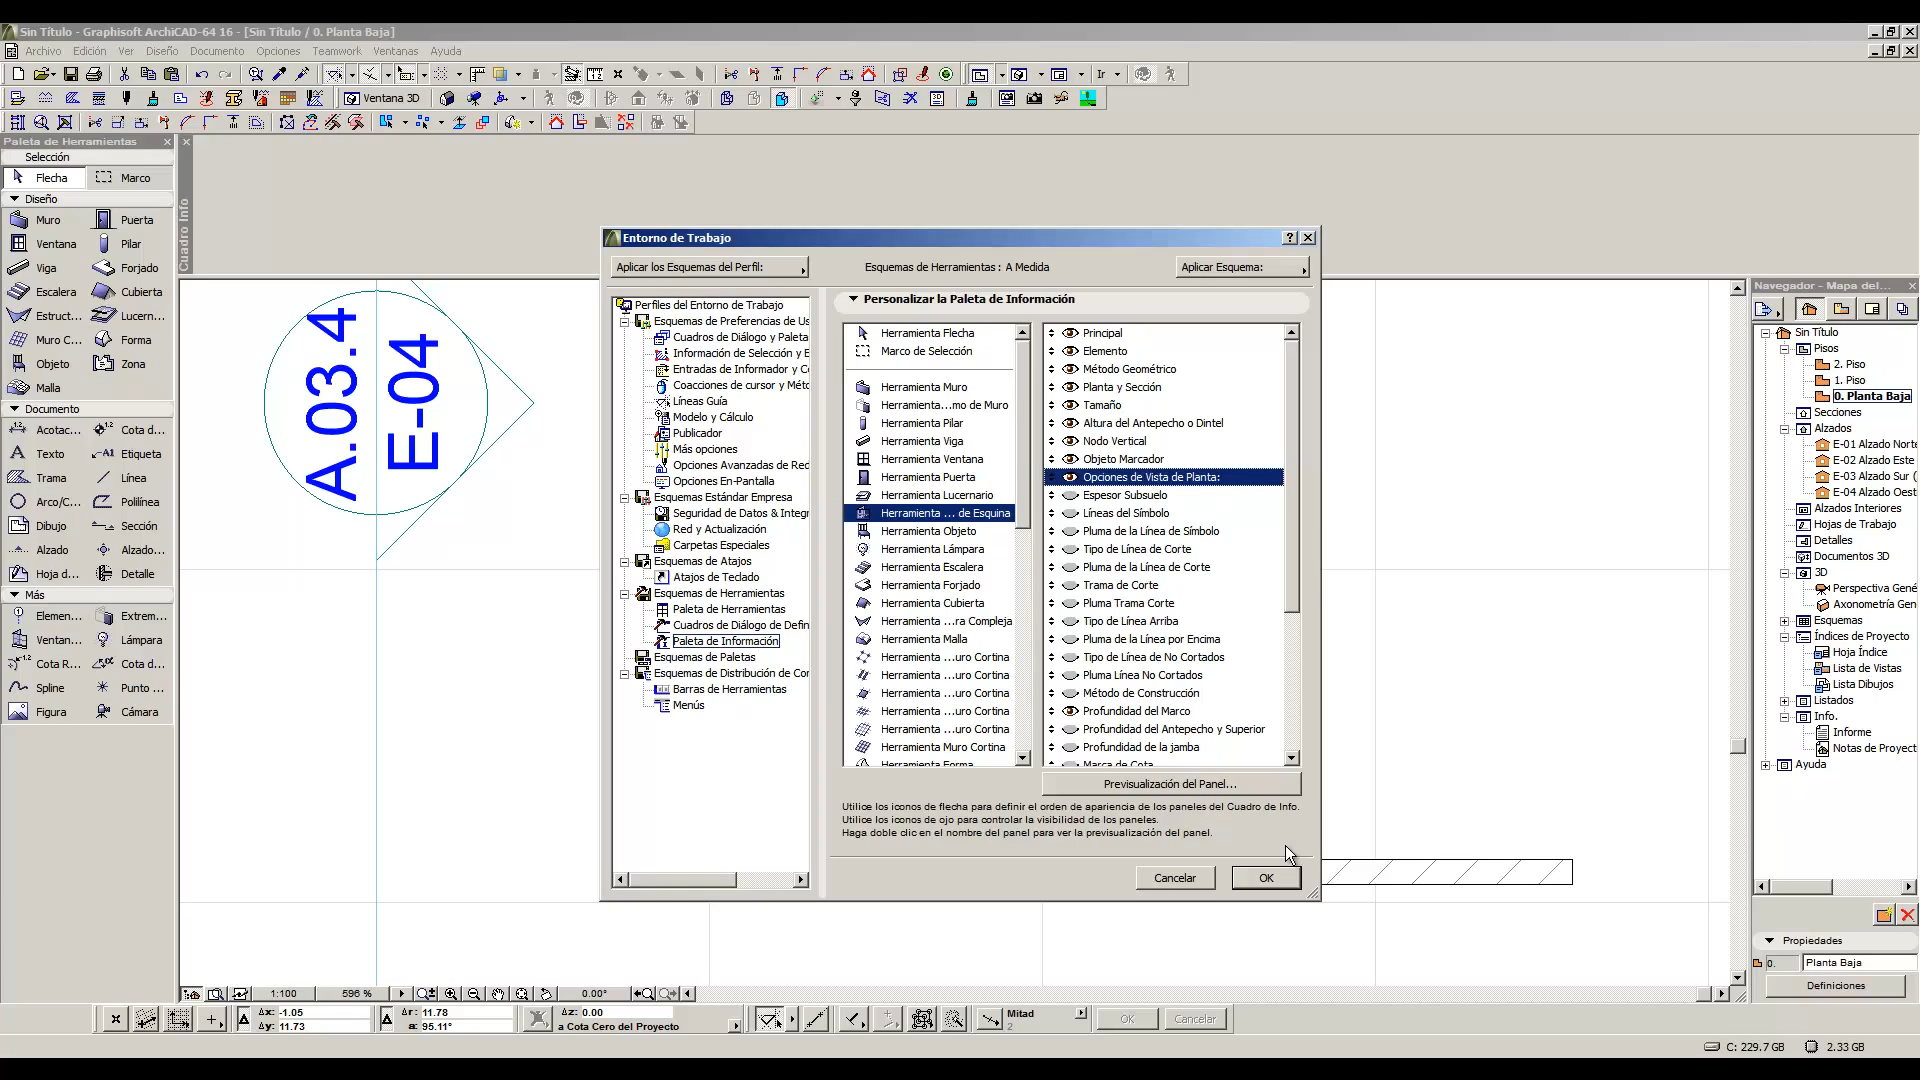 Sin Título - Graphisoft ArchiCAD-64 16 - [Sin Título / 0. Planta Baja]
Archivo Edición Ver Diseño Documento Opciones Teamwork Ventanas Ayuda
Ventana 3D
Paleta de Herramientas
Selección
Flecha Marco
Diseño
Muro Puerta
Ventana Pilar
Viga Forjado
Escalera Cubierta
Estruct... Lucern...
Muro C... Forma
Objeto Zona
Malla
Documento
Acotac... Cota d...
Texto Etiqueta
Trama Línea
Arco/C... Polilínea
Dibujo Sección
Alzado Alzado...
Hoja d... Detalle
Más
Elemen... Extrem...
Ventan... Lámpara
Cota R... Cota d...
Spline Punto ...
Figura Cámara
Cuadro Info
A.03.4
E-04
Entorno de Trabajo
Aplicar los Esquemas del Perfil:
Esquemas de Herramientas : A Medida
Aplicar Esquema:
Perfiles del Entorno de Trabajo
Esquemas de Preferencias de Us
Cuadros de Diálogo y Paleta
Información de Selección y E
Entradas de Informador y Co
Coacciones de cursor y Méto
Líneas Guía
Modelo y Cálculo
Publicador
Más opciones
Opciones Avanzadas de Red
Opciones En-Pantalla
Esquemas Estándar Empresa
Seguridad de Datos & Integr
Red y Actualización
Carpetas Especiales
Esquemas de Atajos
Atajos de Teclado
Esquemas de Herramientas
Paleta de Herramientas
Cuadros de Diálogo de Defin
Paleta de Información
Esquemas de Paletas
Esquemas de Distribución de Cor
Barras de Herramientas
Menús
Personalizar la Paleta de Información
Herramienta Flecha
Marco de Selección
Herramienta Muro
Herramienta...mo de Muro
Herramienta Pilar
Herramienta Viga
Herramienta Ventana
Herramienta Puerta
Herramienta Lucernario
Herramienta ... de Esquina
Herramienta Objeto
Herramienta Lámpara
Herramienta Escalera
Herramienta Forjado
Herramienta Cubierta
Herramienta ...ra Compleja
Herramienta Malla
Herramienta ...uro Cortina
Herramienta ...uro Cortina
Herramienta ...uro Cortina
Herramienta ...uro Cortina
Herramienta ...uro Cortina
Herramienta Muro Cortina
Herramienta Forma
Principal
Elemento
Método Geométrico
Planta y Sección
Tamaño
Altura del Antepecho o Dintel
Nodo Vertical
Objeto Marcador
Opciones de Vista de Planta:
Espesor Subsuelo
Líneas del Símbolo
Pluma de la Línea de Símbolo
Tipo de Línea de Corte
Pluma de la Línea de Corte
Trama de Corte
Pluma Trama Corte
Tipo de Línea Arriba
Pluma de la Línea por Encima
Tipo de Línea de No Cortados
Pluma Línea No Cortados
Método de Construcción
Profundidad del Marco
Profundidad del Antepecho y Superior
Profundidad de la jamba
Marca de Cota
Previsualización del Panel...
Utilice los iconos de flecha para definir el orden de apariencia de los paneles del Cuadro de Info.
Utilice los iconos de ojo para controlar la visibilidad de los paneles.
Haga doble clic en el nombre del panel para ver la previsualización del panel.
Cancelar OK
Navegador - Mapa del...
Sin Título
Pisos
2. Piso
1. Piso
0. Planta Baja
Secciones
Alzados
E-01 Alzado Norte
E-02 Alzado Este
E-03 Alzado Sur (
E-04 Alzado Oest
Alzados Interiores
Hojas de Trabajo
Detalles
Documentos 3D
3D
Perspectiva Gené
Axonometría Gen
Esquemas
Índices de Proyecto
Hoja Índice
Lista de Vistas
Lista Dibujos
Listados
Info.
Informe
Notas de Proyect
Ayuda
Propiedades
0. Planta Baja
Definiciones
1:100 596 % 0.00°
Δx: -1.05
Δy: 11.73
Δr: 11.78
a: 95.11°
Δz: 0.00
a Cota Cero del Proyecto
Mitad
2
OK Cancelar
C: 229.7 GB 2.33 GB